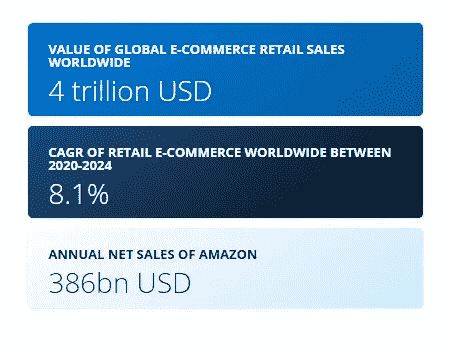 VALUE OF GLOBAL E-COMMERCE RETAIL SALES
WORLDWIDE
4 trillion USD
CAGR OF RETAIL E-COMMERCE WORLDWIDE BETWEEN
2020-2024
8.1%
ANNUAL NET SALES OF AMAZON
386bn USD